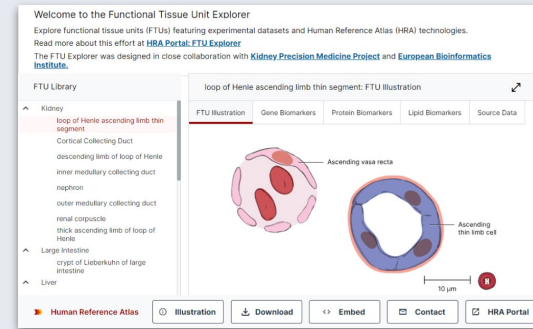 Welcome to the Functional Tissue Unit Explorer
Explore functional tissue units (FTUs) featuring experimental datasets and Human Reference Atlas (HRA) technologies.
Read more about this effort at HRA Portal: FTU Explorer
The FTU Explorer was designed in close collaboration with Kidney Precision Medicine Project and European Bioinformatics
Institute.
FTU Library
Kidney
loop of Henle ascending limb thin
segment
Cortical Collecting Duct
descending limb of loop of Henle
inner medullary collecting duct
nephron
outer medullary collecting duct
renal corpuscle
thick ascending limb of loop of
Henle
Large Intestine
crypt of Lieberkuhn of large
intestine
Liver
loop of Henle ascending limb thin segment: FTU Illustration
FTU Illustration
Gene Biomarkers
Protein Biomarkers
Lipid Biomarkers
Source Data
Ascending vasa recta
Ascending
thin limb cell
10 μm
H
Human Reference Atlas
Illustration
Download
Embed
Contact
HRA Portal